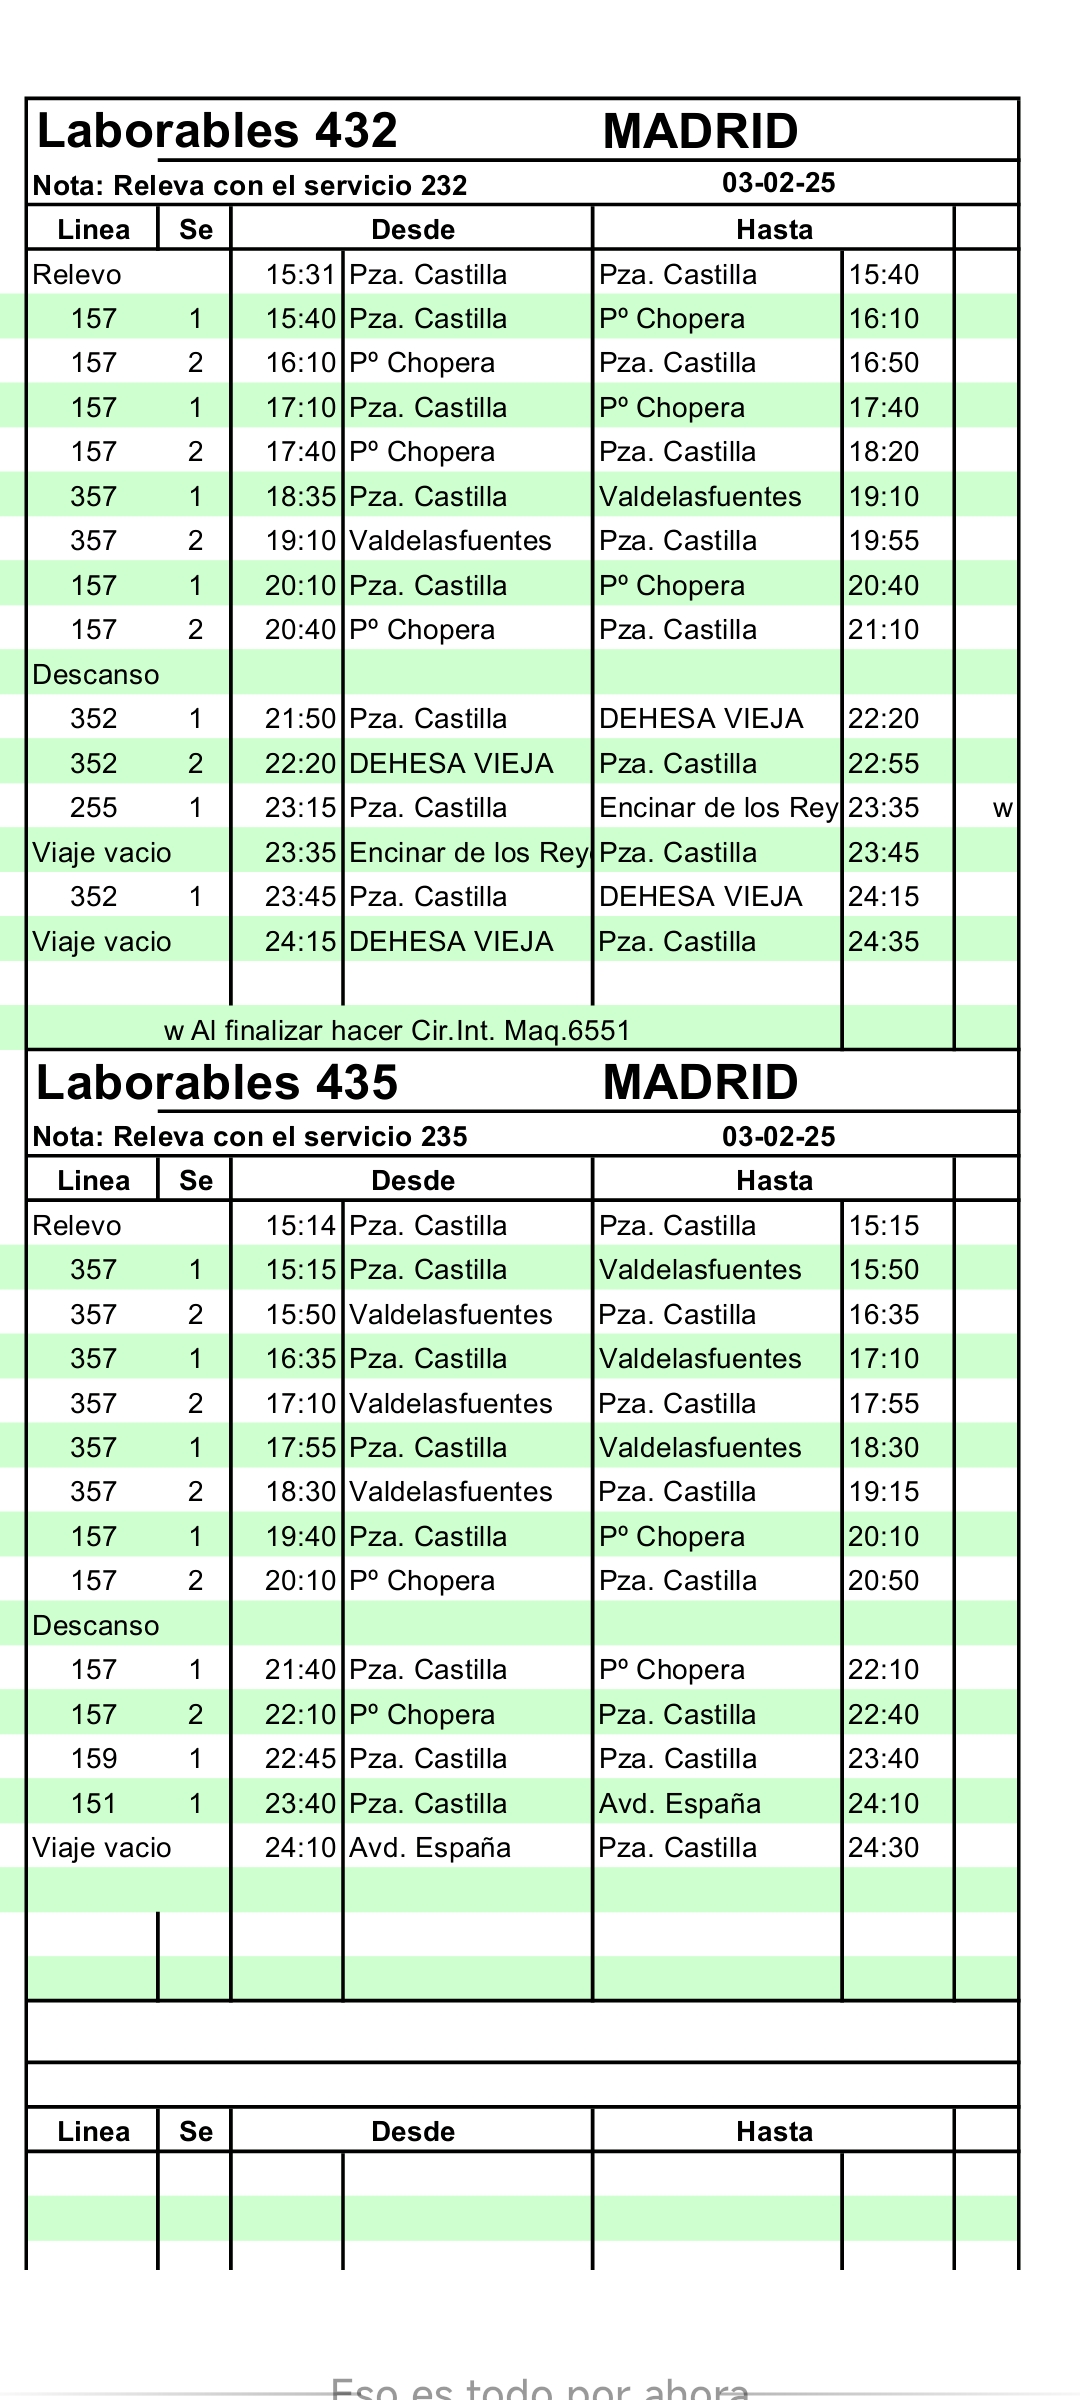 Laborables 432 MADRID
Nota: Releva con el servicio 232 03-02-25
Linea Se Desde Hasta
Relevo 15:31 Pza. Castilla Pza. Castilla 15:40
157 1 15:40 Pza. Castilla Pº Chopera 16:10
157 2 16:10 Pº Chopera Pza. Castilla 16:50
157 1 17:10 Pza. Castilla Pº Chopera 17:40
157 2 17:40 Pº Chopera Pza. Castilla 18:20
357 1 18:35 Pza. Castilla Valdelasfuentes 19:10
357 2 19:10 Valdelasfuentes Pza. Castilla 19:55
157 1 20:10 Pza. Castilla Pº Chopera 20:40
157 2 20:40 Pº Chopera Pza. Castilla 21:10
Descanso
352 1 21:50 Pza. Castilla DEHESA VIEJA 22:20
352 2 22:20 DEHESA VIEJA Pza. Castilla 22:55
255 1 23:15 Pza. Castilla Encinar de los Rey 23:35 w
Viaje vacio 23:35 Encinar de los Rey Pza. Castilla 23:45
352 1 23:45 Pza. Castilla DEHESA VIEJA 24:15
Viaje vacio 24:15 DEHESA VIEJA Pza. Castilla 24:35
w Al finalizar hacer Cir.Int. Maq.6551
Laborables 435 MADRID
Nota: Releva con el servicio 235 03-02-25
Linea Se Desde Hasta
Relevo 15:14 Pza. Castilla Pza. Castilla 15:15
357 1 15:15 Pza. Castilla Valdelasfuentes 15:50
357 2 15:50 Valdelasfuentes Pza. Castilla 16:35
357 1 16:35 Pza. Castilla Valdelasfuentes 17:10
357 2 17:10 Valdelasfuentes Pza. Castilla 17:55
357 1 17:55 Pza. Castilla Valdelasfuentes 18:30
357 2 18:30 Valdelasfuentes Pza. Castilla 19:15
157 1 19:40 Pza. Castilla Pº Chopera 20:10
157 2 20:10 Pº Chopera Pza. Castilla 20:50
Descanso
157 1 21:40 Pza. Castilla Pº Chopera 22:10
157 2 22:10 Pº Chopera Pza. Castilla 22:40
159 1 22:45 Pza. Castilla Pza. Castilla 23:40
151 1 23:40 Pza. Castilla Avd. España 24:10
Viaje vacio 24:10 Avd. España Pza. Castilla 24:30
Linea Se Desde Hasta
Eso es todo por ahora